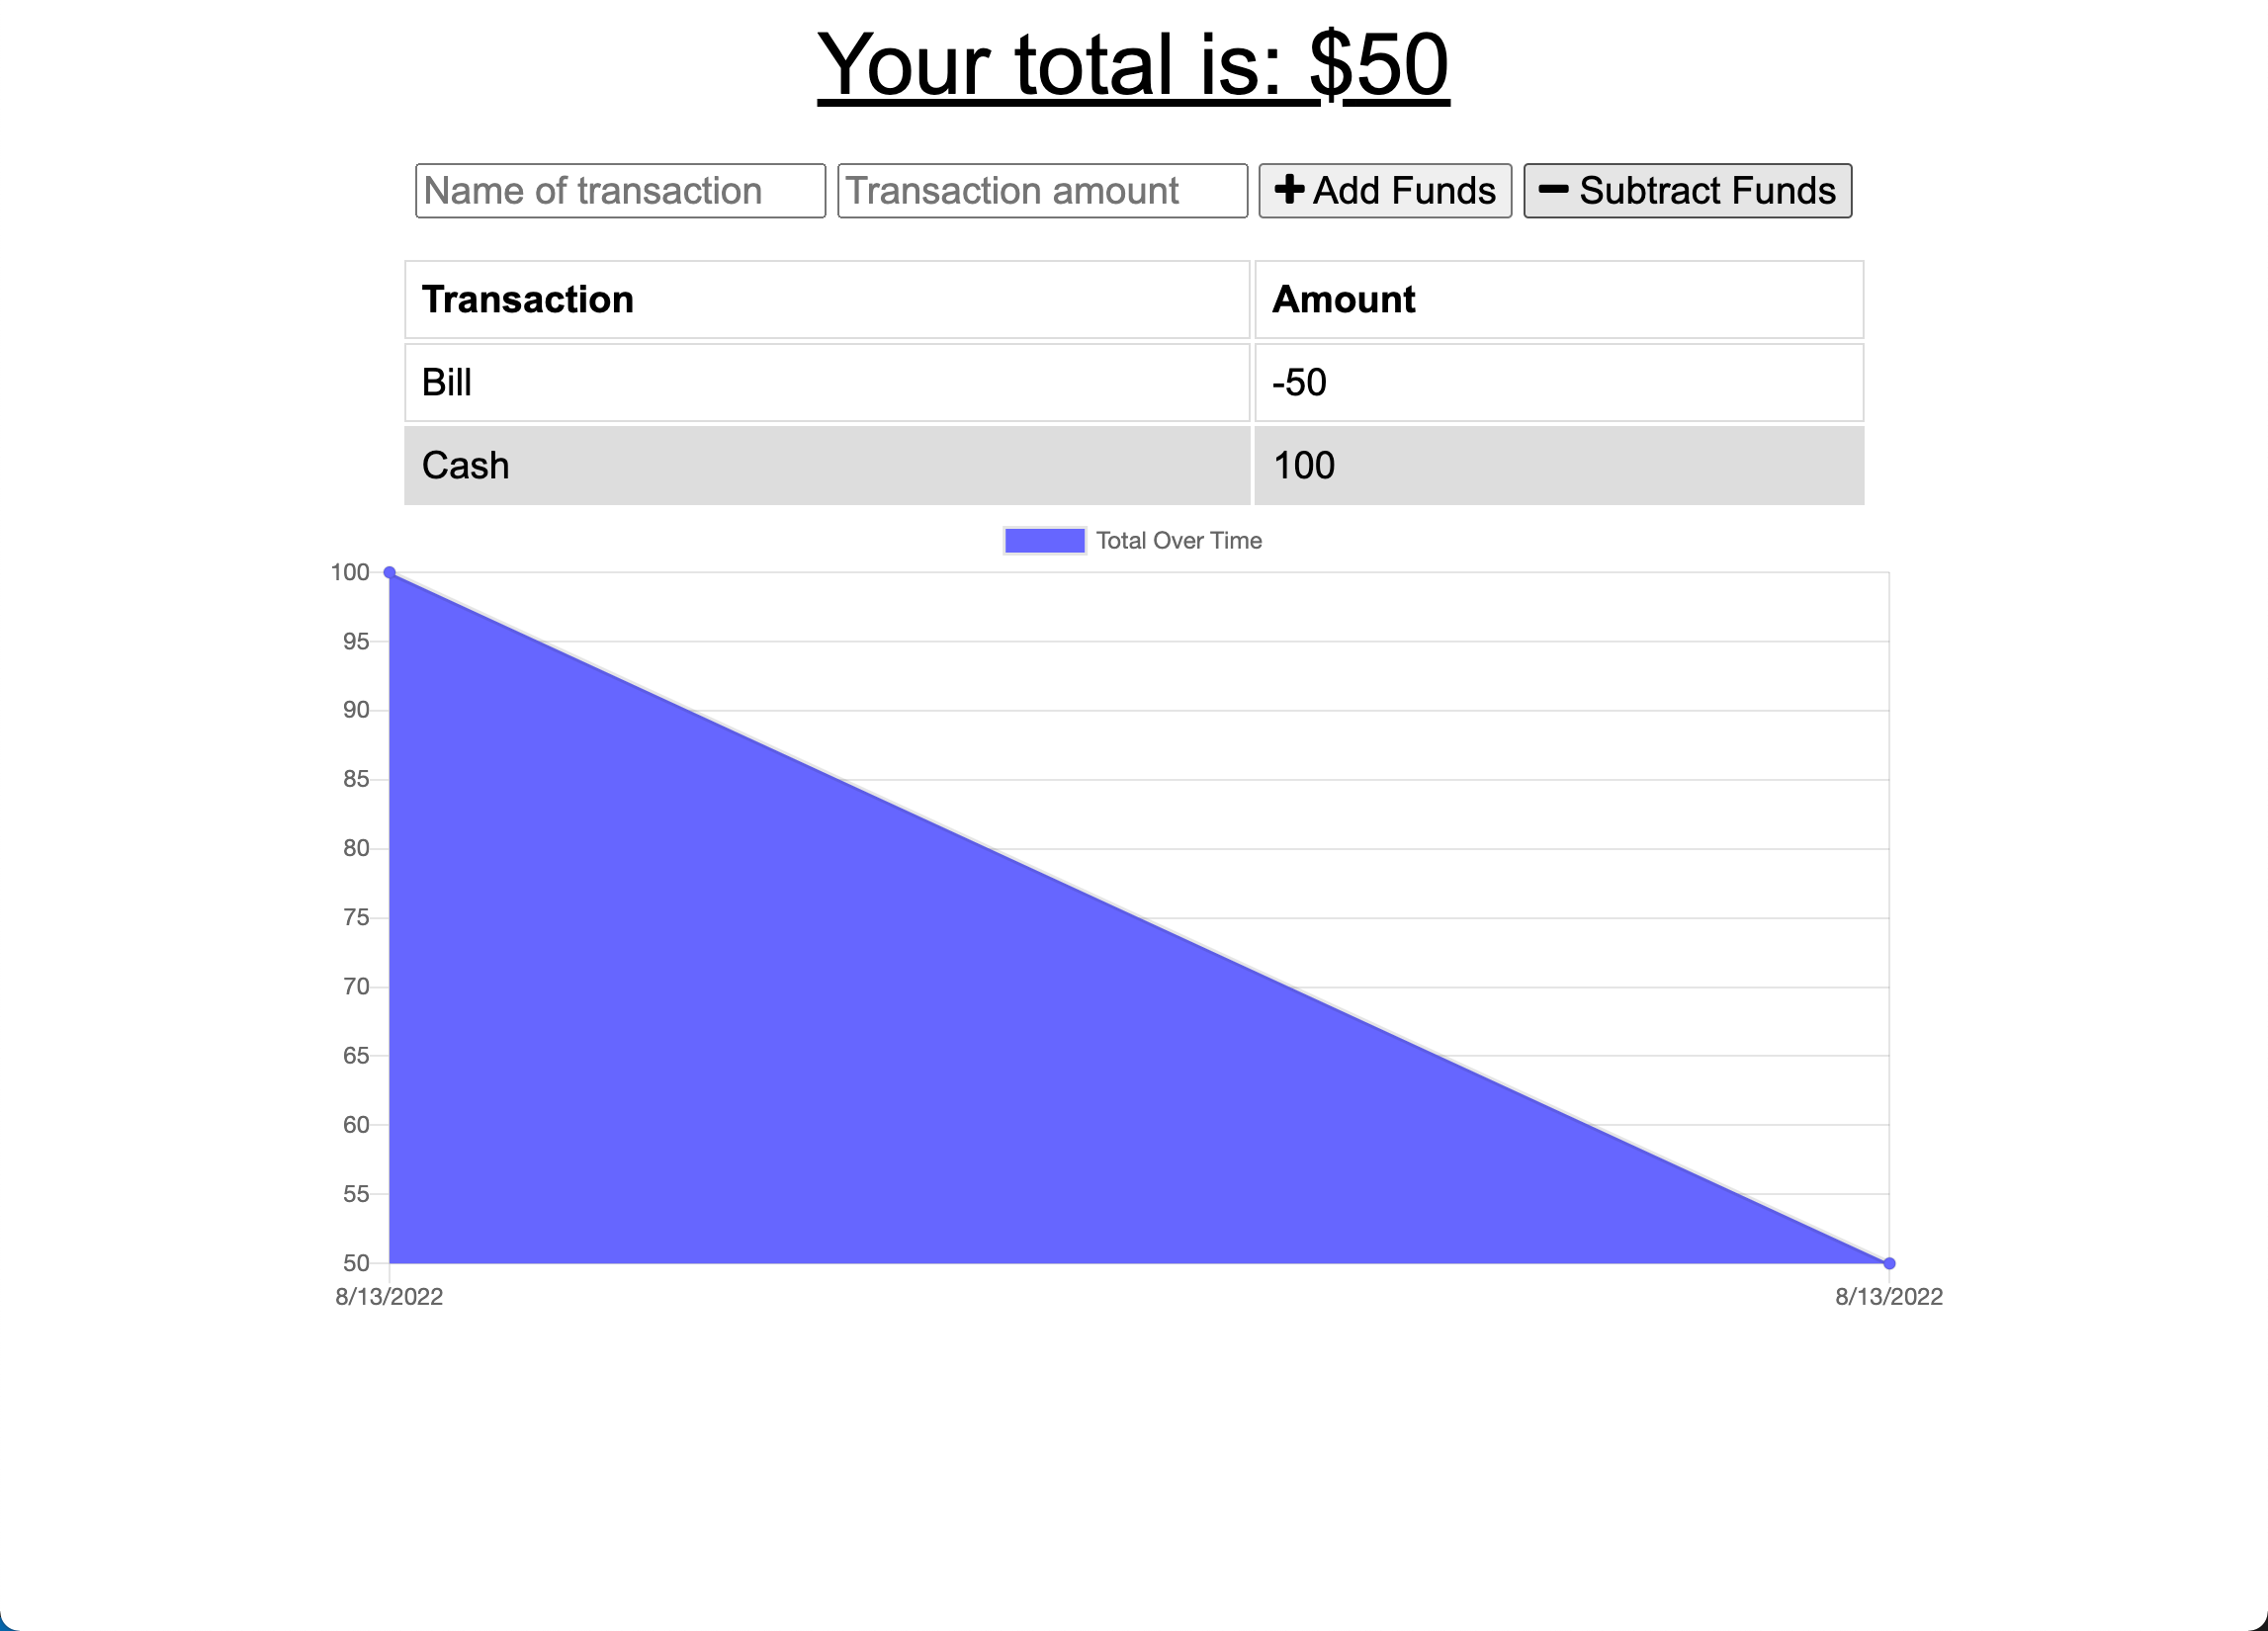 Your total is: $50
Name of transaction Transaction amount + Add Funds − Subtract Funds
Transaction Amount
Bill -50
Cash 100
Total Over Time
100
95
90
85
80
75
70
65
60
55
50
8/13/2022 8/13/2022